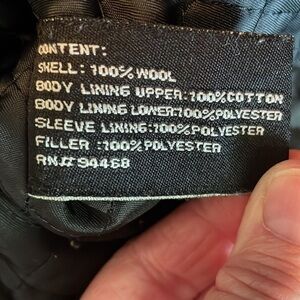 CONTENT:
SHELL: 100% WOOL
BODY LINING UPPER: 100%COTTON
BODY LINING LOWER:100%POLYESTER
SLEEVE LINING:100%POLYESTER
FILLER :100%POLYESTER
RN# 94468